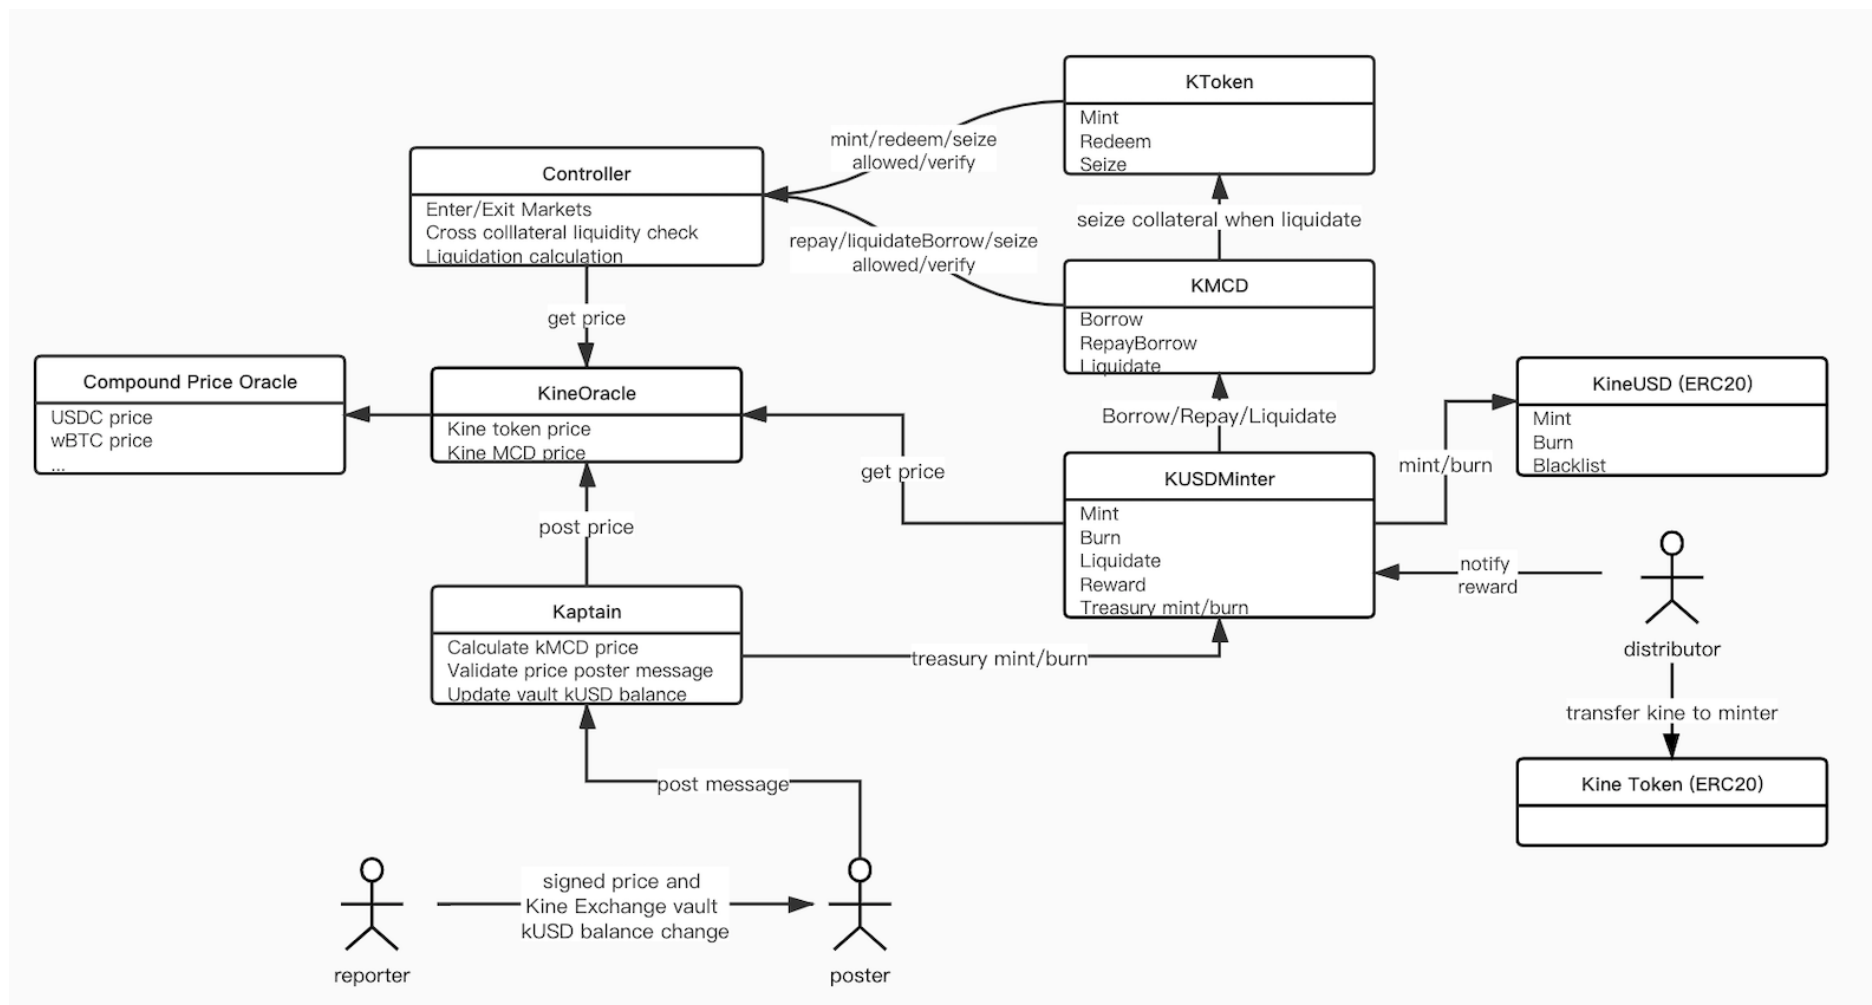 KToken
Mint
Redeem
Seize
mint/redeem/seize
allowed/verify
Controller
Enter/Exit Markets
Cross colllateral liquidity check
Liquidation calculation
seize collateral when liquidate
repay/liquidateBorrow/seize
allowed/verify
KMCD
Borrow
RepayBorrow
Liquidate
get price
Compound Price Oracle
USDC price
wBTC price
...
KineOracle
Kine token price
Kine MCD price
Borrow/Repay/Liquidate
KineUSD (ERC20)
Mint
Burn
Blacklist
get price
mint/burn
KUSDMinter
Mint
Burn
Liquidate
Reward
Treasury mint/burn
post price
notify
reward
distributor
Kaptain
Calculate kMCD price
Validate price poster message
Update vault kUSD balance
treasury mint/burn
transfer kine to minter
Kine Token (ERC20)
post message
signed price and
Kine Exchange vault
kUSD balance change
reporter
poster